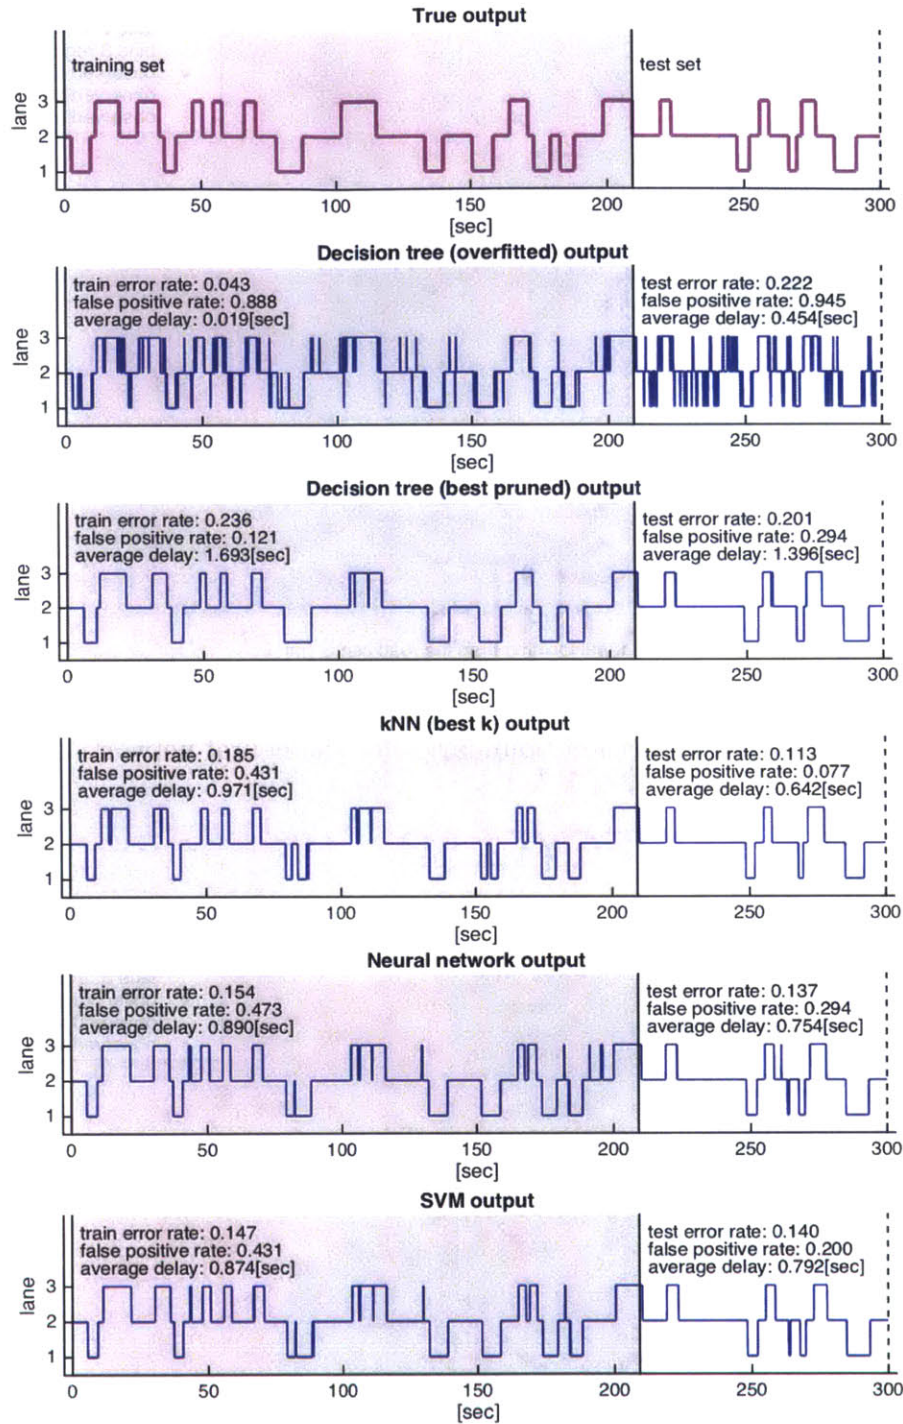 True output
training set
test set
lane
3
2
1
0 50 100 150 200 250 300
[sec]
Decision tree (overfitted) output
train error rate: 0.043
false positive rate: 0.888
average delay: 0.019[sec]
test error rate: 0.222
false positive rate: 0.945
average delay: 0.454[sec]
lane
3
2
1
0 50 100 150 200 250 300
[sec]
Decision tree (best pruned) output
train error rate: 0.236
false positive rate: 0.121
average delay: 1.693[sec]
test error rate: 0.201
false positive rate: 0.294
average delay: 1.396[sec]
lane
3
2
1
0 50 100 150 200 250 300
[sec]
kNN (best k) output
train error rate: 0.185
false positive rate: 0.431
average delay: 0.971[sec]
test error rate: 0.113
false positive rate: 0.077
average delay: 0.642[sec]
lane
3
2
1
0 50 100 150 200 250 300
[sec]
Neural network output
train error rate: 0.154
false positive rate: 0.473
average delay: 0.890[sec]
test error rate: 0.137
false positive rate: 0.294
average delay: 0.754[sec]
lane
3
2
1
0 50 100 150 200 250 300
[sec]
SVM output
train error rate: 0.147
false positive rate: 0.431
average delay: 0.874[sec]
test error rate: 0.140
false positive rate: 0.200
average delay: 0.792[sec]
lane
3
2
1
0 50 100 150 200 250 300
[sec]